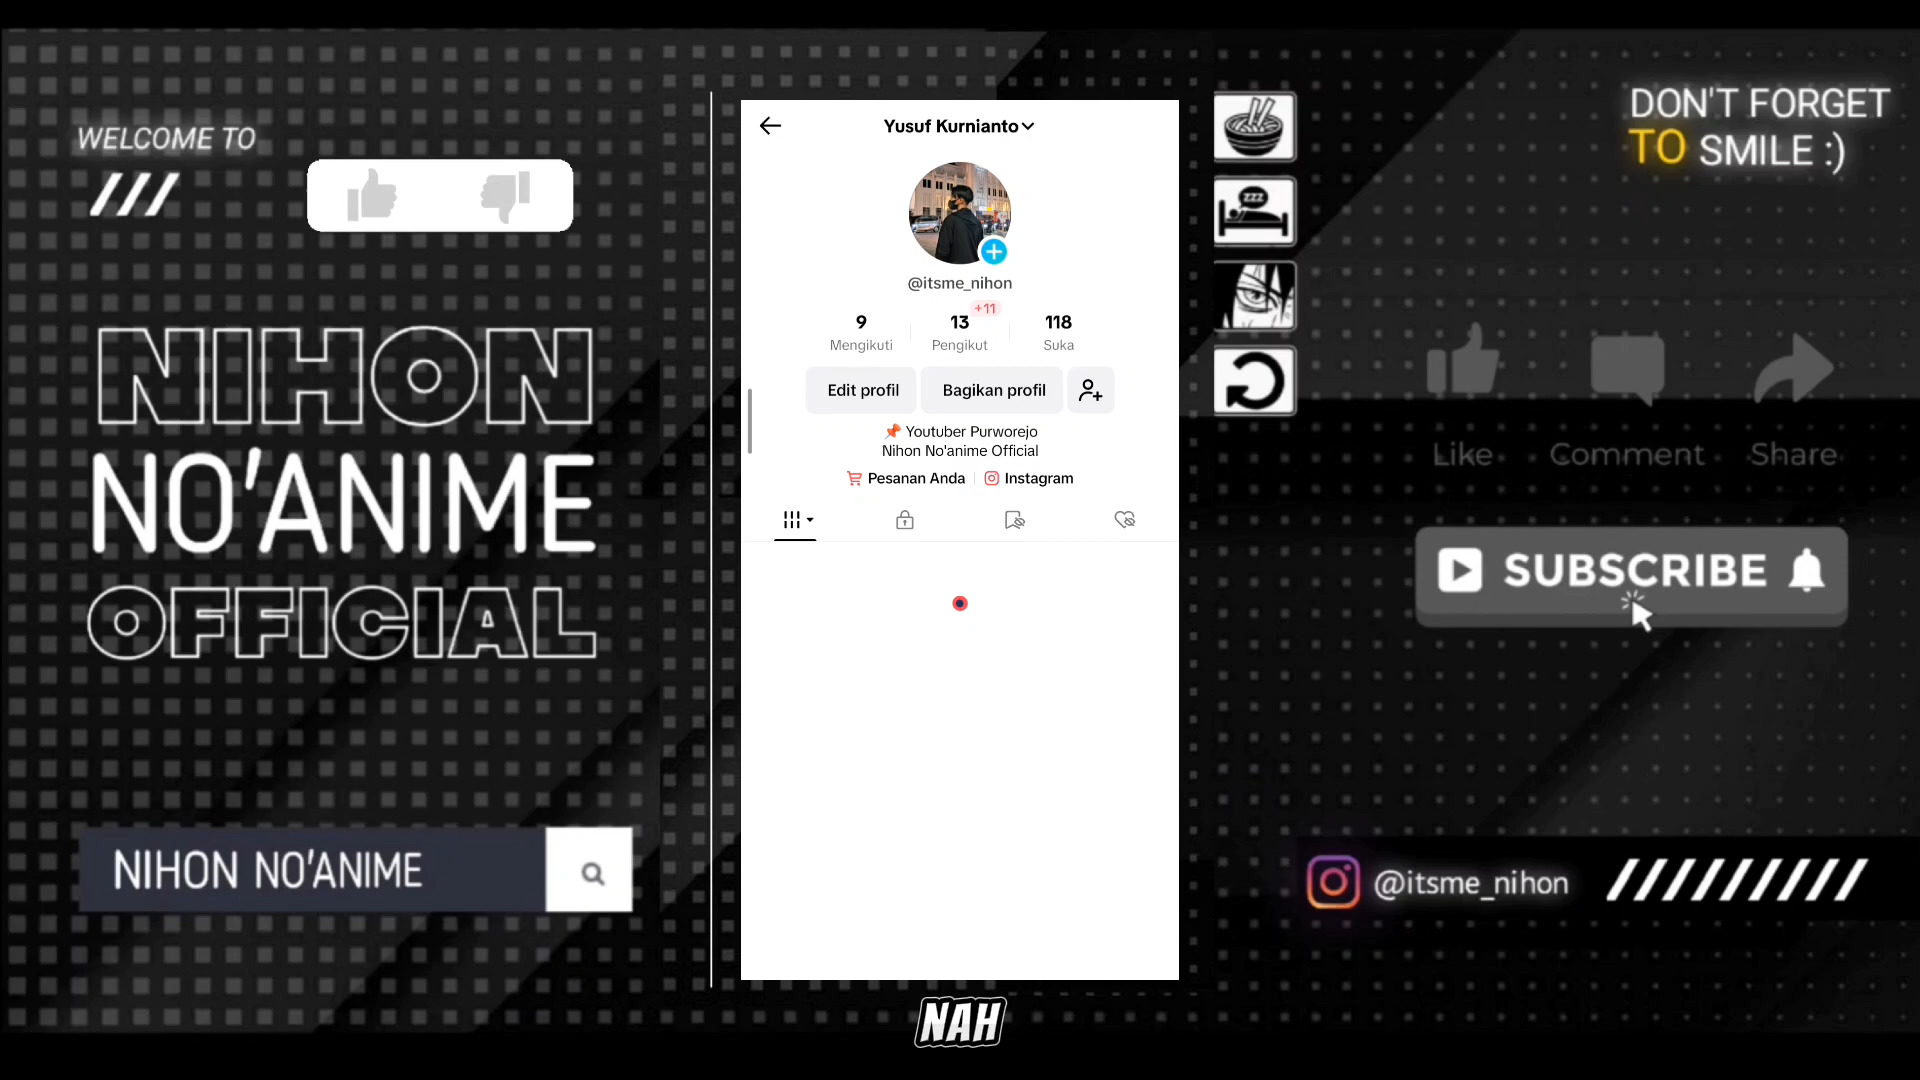 WELCOME TO
NIHON
NO'ANIME
OFFICIAL
NIHON NO'ANIME
Yusuf Kurnianto
@itsme_nihon
+11
9
13
118
Mengikuti
Pengikut
Suka
Edit profil
Bagikan profil
📌 Youtuber Purworejo
Nihon No'anime Official
Pesanan Anda
Instagram
NAH
ZZZ
DON'T FORGET
TO SMILE :)
Like
Comment
Share
SUBSCRIBE
@itsme_nihon